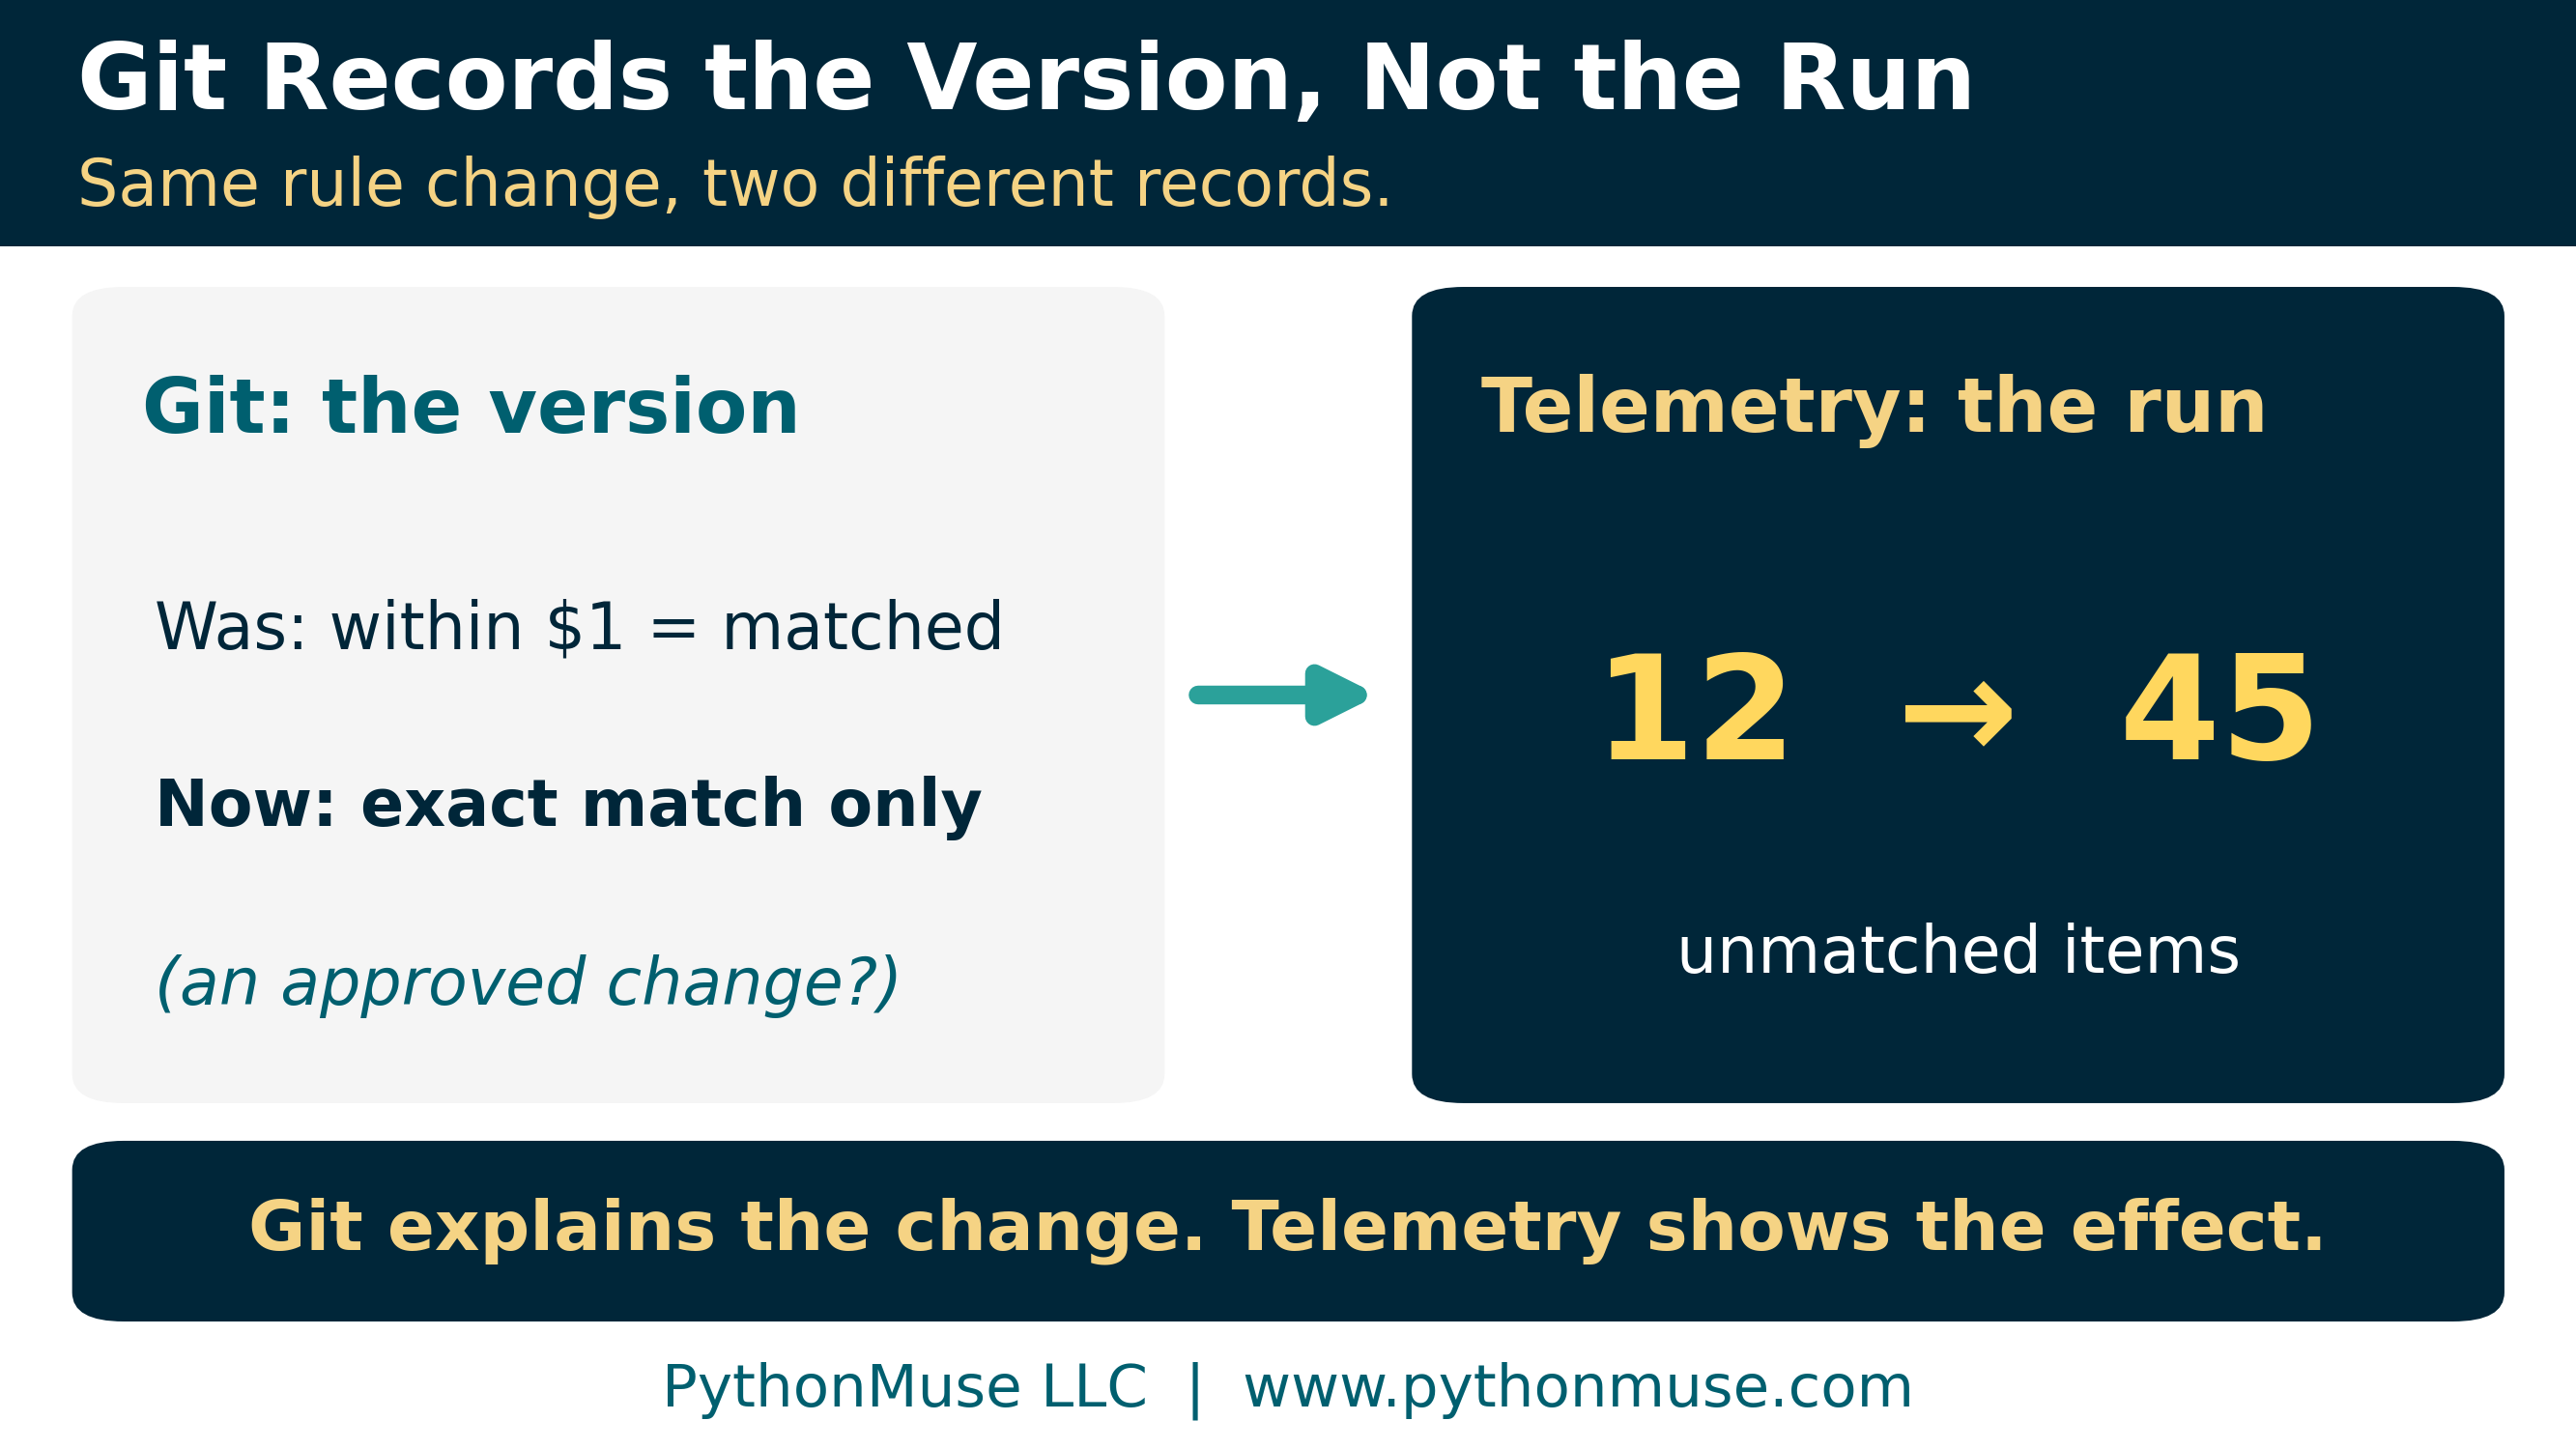 Git Records the Version, Not the Run
Same rule change, two different records.
Git: the version
Was: within $1 = matched
Now: exact match only
(an approved change?)
Telemetry: the run
12 → 45
unmatched items
Git explains the change. Telemetry shows the effect.
PythonMuse LLC | www.pythonmuse.com